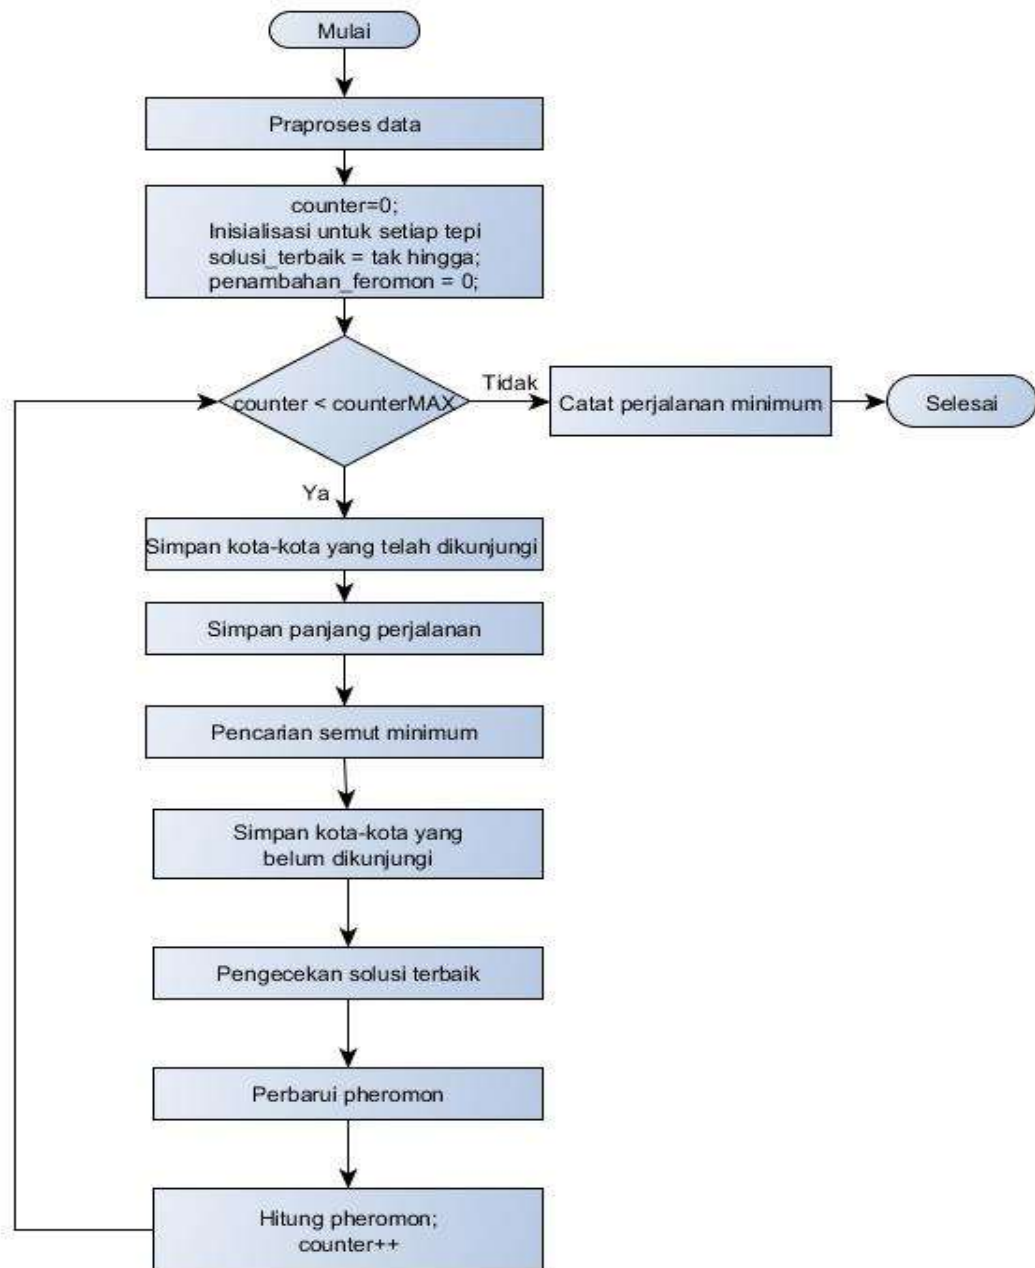 Mulai
Praproses data
counter=0;
Inisialisasi untuk setiap tepi
solusi_terbaik = tak hingga;
penambahan_feromon = 0;
counter < counterMAX
Tidak
Catat perjalanan minimum
Selesai
Ya
Simpan kota-kota yang telah dikunjungi
Simpan panjang perjalanan
Pencarian semut minimum
Simpan kota-kota yang
belum dikunjungi
Pengecekan solusi terbaik
Perbarui pheromon
Hitung pheromon;
counter++